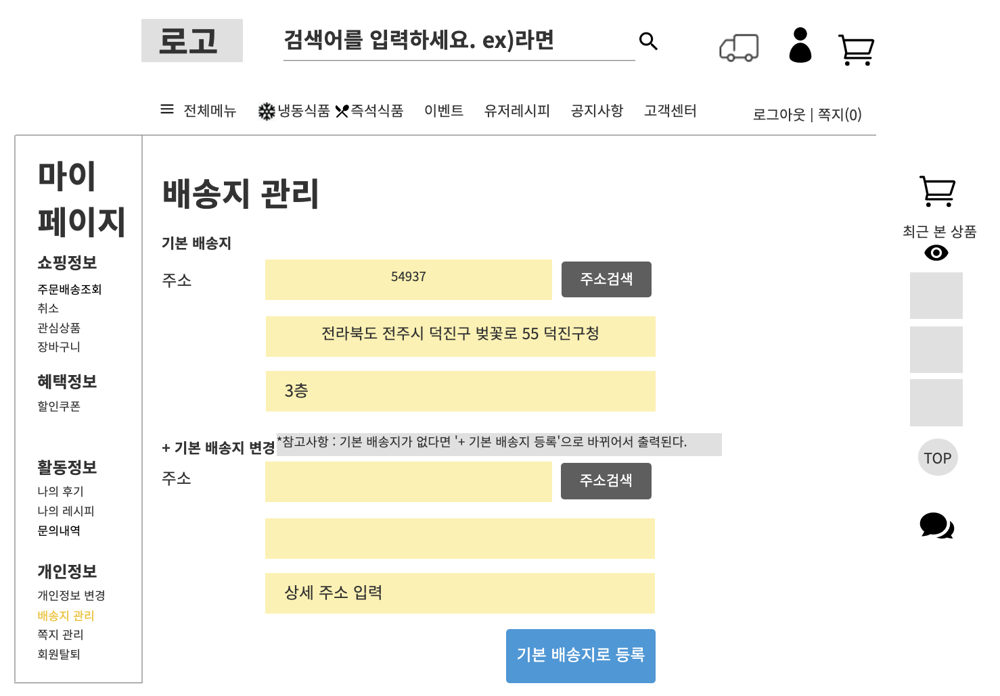 로고
검색어를 입력하세요. ex)라면
전체메뉴
냉동식품
즉석식품
이벤트
유저레시피
공지사항
고객센터
로그아웃 | 쪽지(0)
마이
페이지
쇼핑정보
주문배송조회
취소
관심상품
장바구니
혜택정보
할인쿠폰
활동정보
나의 후기
나의 레시피
문의내역
개인정보
개인정보 변경
배송지 관리
쪽지 관리
회원탈퇴
배송지 관리
기본 배송지
주소
54937
주소검색
전라북도 전주시 덕진구 벚꽃로 55 덕진구청
3층
+ 기본 배송지 변경
*참고사항 : 기본 배송지가 없다면 '+ 기본 배송지 등록'으로 바뀌어서 출력된다.
주소
주소검색
상세 주소 입력
기본 배송지로 등록
최근 본 상품
TOP